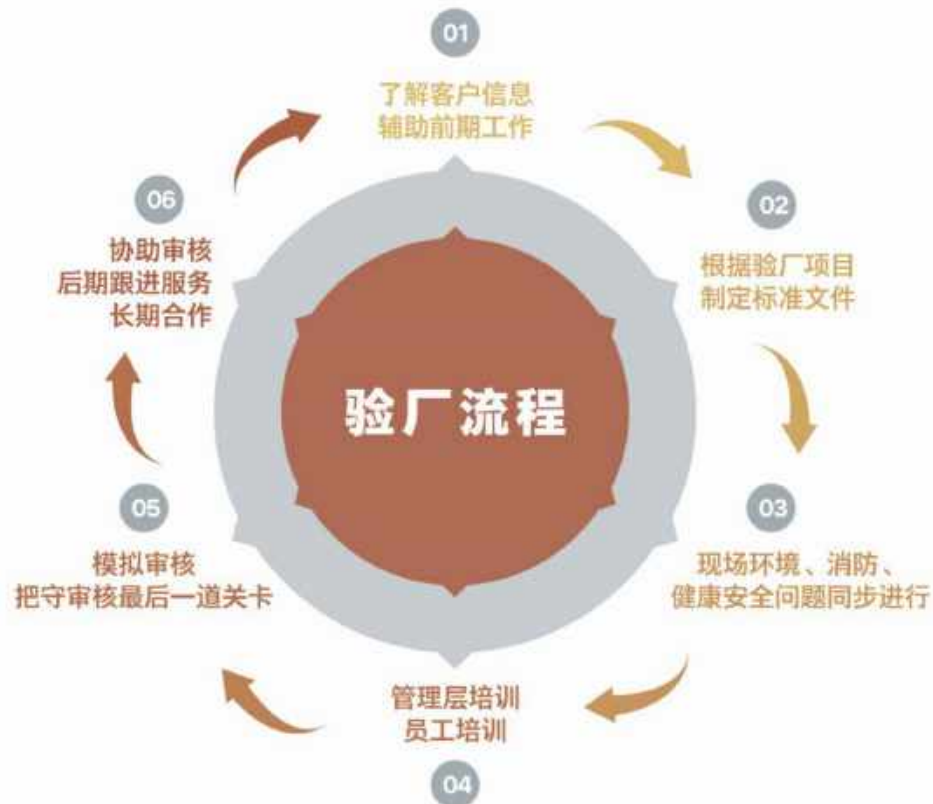 01
了解客户信息
辅助前期工作
02
根据验厂项目
制定标准文件
03
现场环境、消防、
健康安全问题同步进行
管理层培训
员工培训
04
05
模拟审核
把守审核最后一道关卡
06
协助审核
后期跟进服务
长期合作
验厂流程